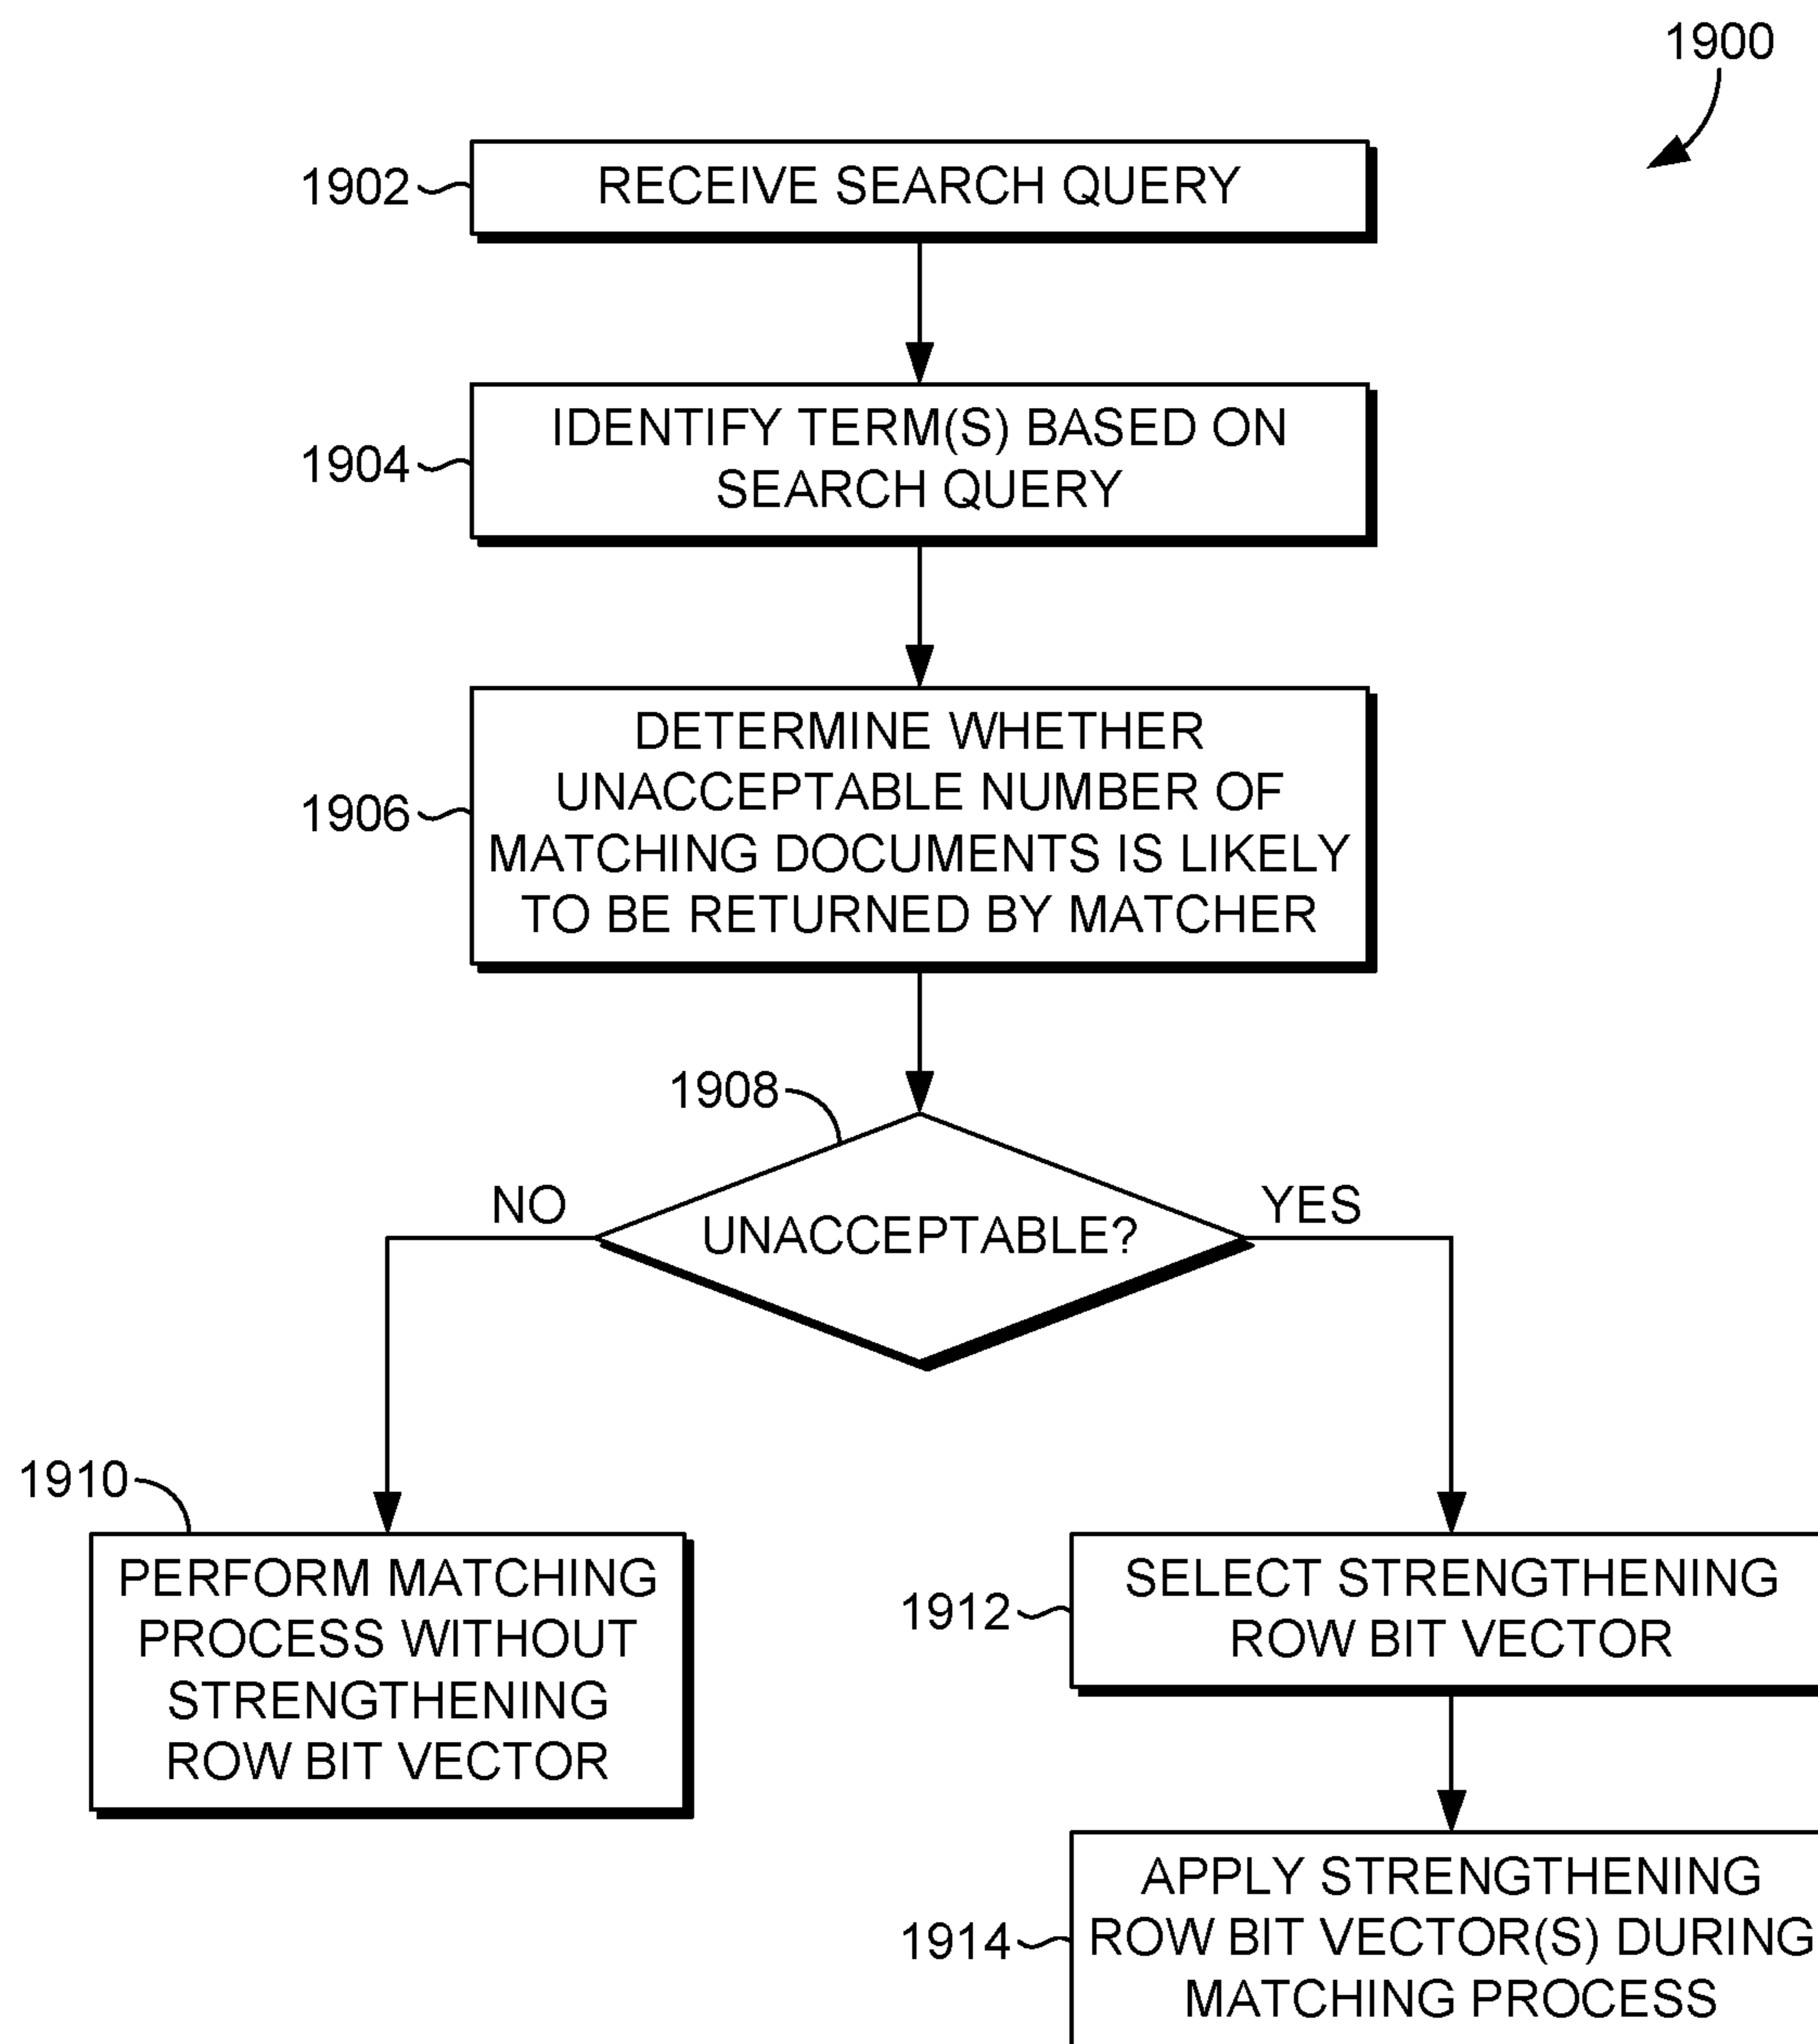 1900
1902
RECEIVE SEARCH QUERY
1904
IDENTIFY TERM(S) BASED ON
SEARCH QUERY
1906
DETERMINE WHETHER
UNACCEPTABLE NUMBER OF
MATCHING DOCUMENTS IS LIKELY
TO BE RETURNED BY MATCHER
1908
NO
UNACCEPTABLE?
YES
1910
PERFORM MATCHING
PROCESS WITHOUT
STRENGTHENING
ROW BIT VECTOR
1912
SELECT STRENGTHENING
ROW BIT VECTOR
1914
APPLY STRENGTHENING
ROW BIT VECTOR(S) DURING
MATCHING PROCESS